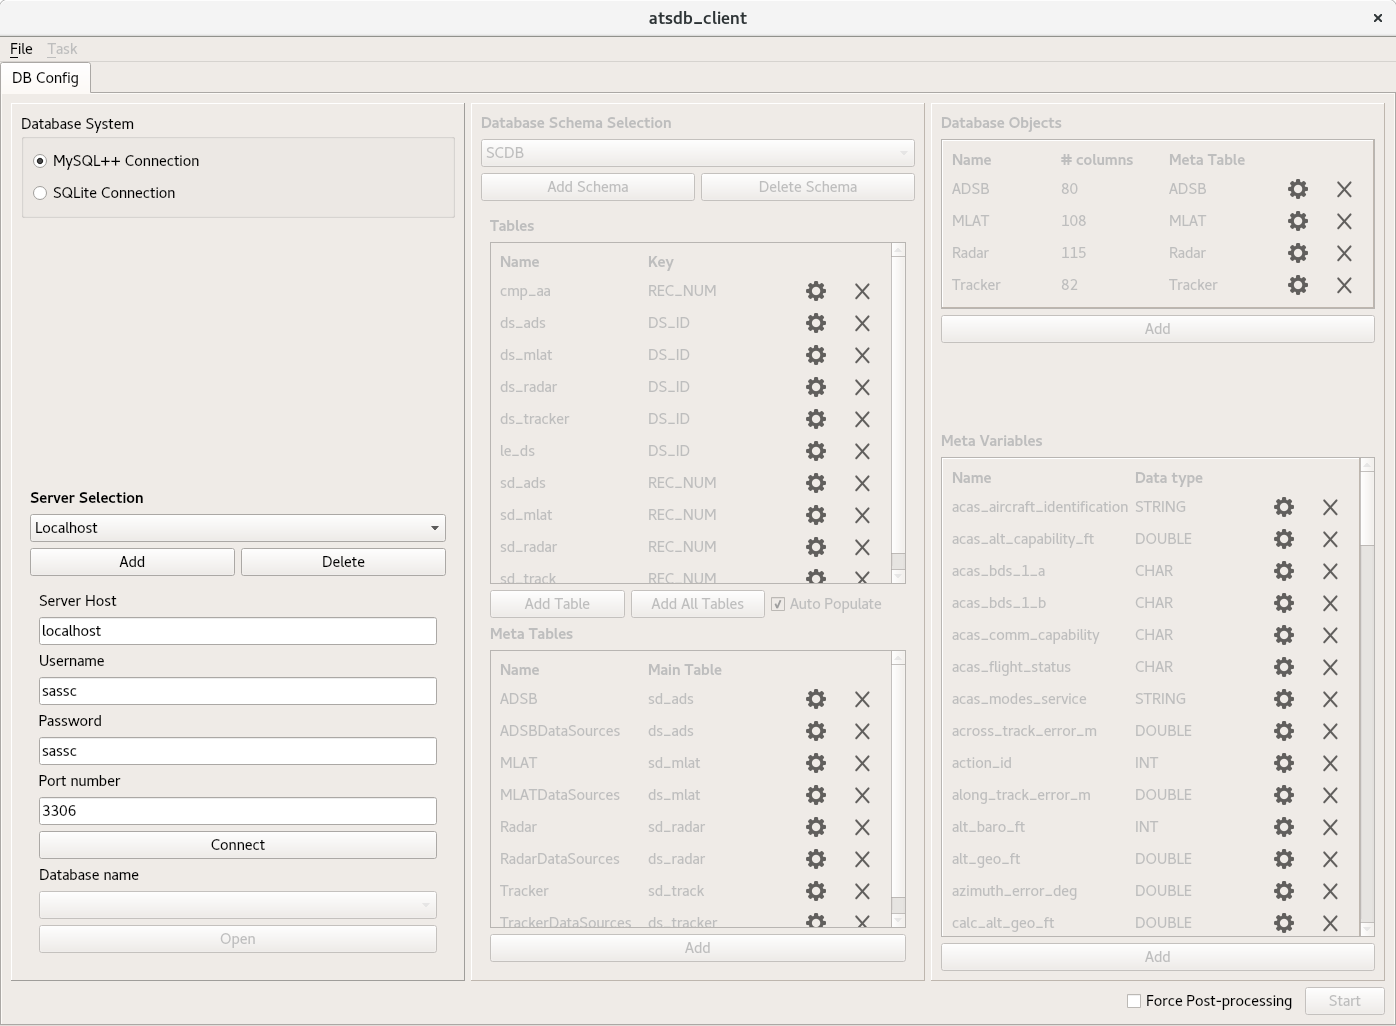 atsdb_client
File Task
DB Config
Database System
MySQL++ Connection
SQLite Connection
Server Selection
Localhost
Add Delete
Server Host
localhost
Username
sassc
Password
sassc
Port number
3306
Connect
Database name
Open
Database Schema Selection
SCDB
Add Schema Delete Schema
Tables
Name Key
cmp_aa REC_NUM
ds_ads DS_ID
ds_mlat DS_ID
ds_radar DS_ID
ds_tracker DS_ID
le_ds DS_ID
sd_ads REC_NUM
sd_mlat REC_NUM
sd_radar REC_NUM
sd_track REC_NUM
Add Table Add All Tables Auto Populate
Meta Tables
Name Main Table
ADSB sd_ads
ADSBDataSources ds_ads
MLAT sd_mlat
MLATDataSources ds_mlat
Radar sd_radar
RadarDataSources ds_radar
Tracker sd_track
TrackerDataSources ds_tracker
Add
Database Objects
Name # columns Meta Table
ADSB 80 ADSB
MLAT 108 MLAT
Radar 115 Radar
Tracker 82 Tracker
Add
Meta Variables
Name Data type
acas_aircraft_identification STRING
acas_alt_capability_ft DOUBLE
acas_bds_1_a CHAR
acas_bds_1_b CHAR
acas_comm_capability CHAR
acas_flight_status CHAR
acas_modes_service STRING
across_track_error_m DOUBLE
action_id INT
along_track_error_m DOUBLE
alt_baro_ft INT
alt_geo_ft DOUBLE
azimuth_error_deg DOUBLE
calc_alt_geo_ft DOUBLE
Add
Force Post-processing Start